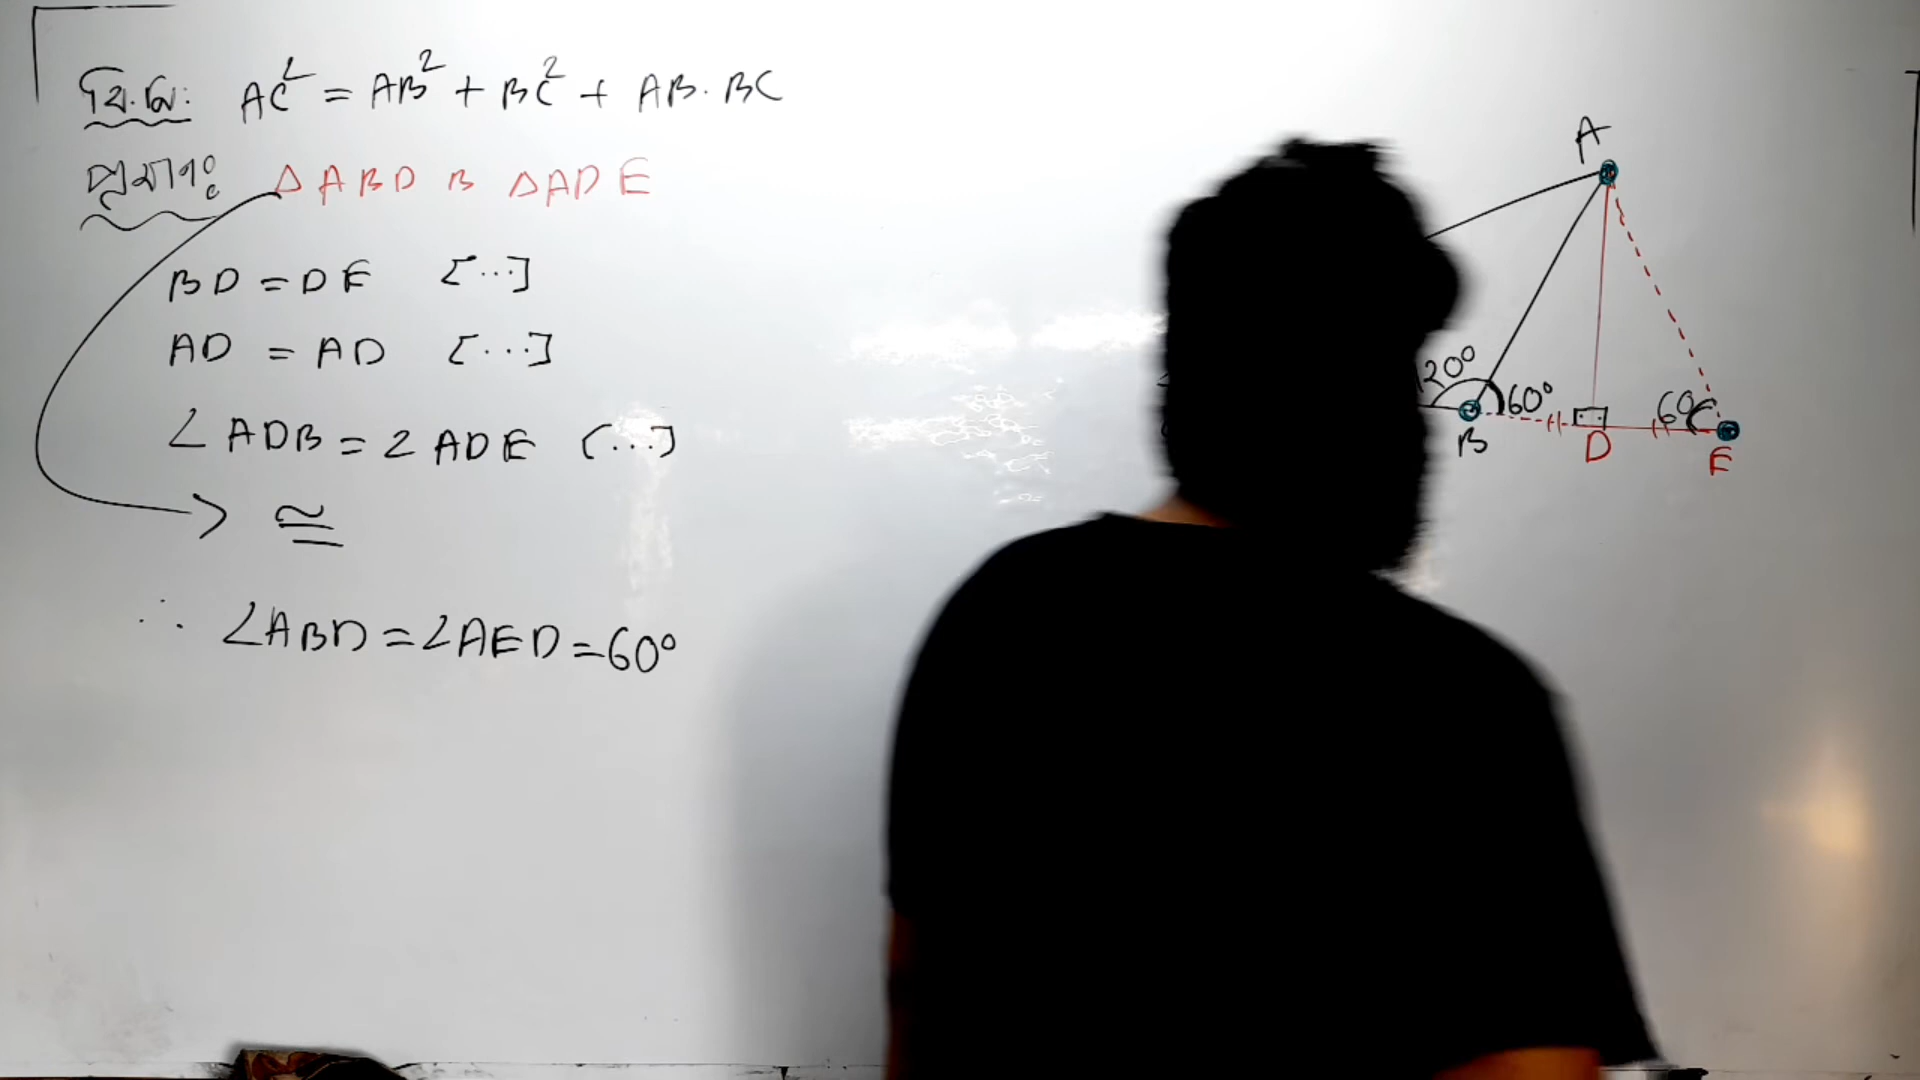 বি.নি: AC² = AB² + BC² + AB. BC
প্রমাণঃ △ ABD ও △ADE
BD = DE [...]
AD = AD [...]
∠ ADB = ∠ ADE [...]
≅
∴ ∠ABD = ∠AED = 60°
A
120°
60°
60°
B
D
E